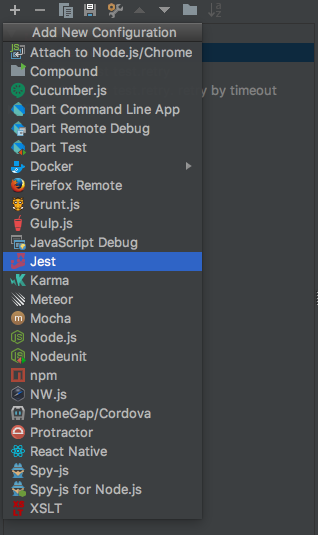 Add New Configuration
Attach to Node.js/Chrome
Compound
Cucumber.js
y by timeout
Dart Command Line App
Dart Remote Debug
Dart Test
Docker
Firefox Remote
Grunt.js
Gulp.js
JavaScript Debug
Jest
Karma
Meteor
Mocha
Node.js
Nodeunit
npm
NW.js
PhoneGap/Cordova
Protractor
React Native
Spy-js
Spy-js for Node.js
XSLT